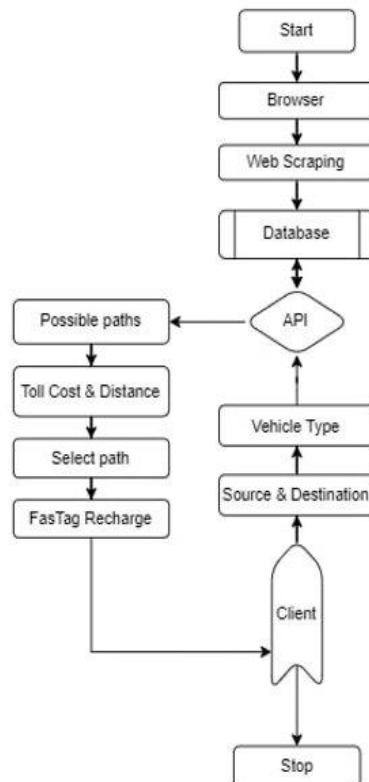 Start
Browser
Web Scraping
Database
Possible paths
API
Toll Cost & Distance
Vehicle Type
Select path
Source & Destination
FasTag Recharge
Client
Stop